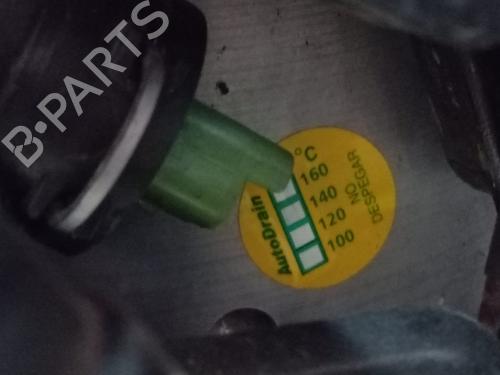 B-PARTS
°C
160
140
120
100
AutoDrain
NO
DESPEGAR